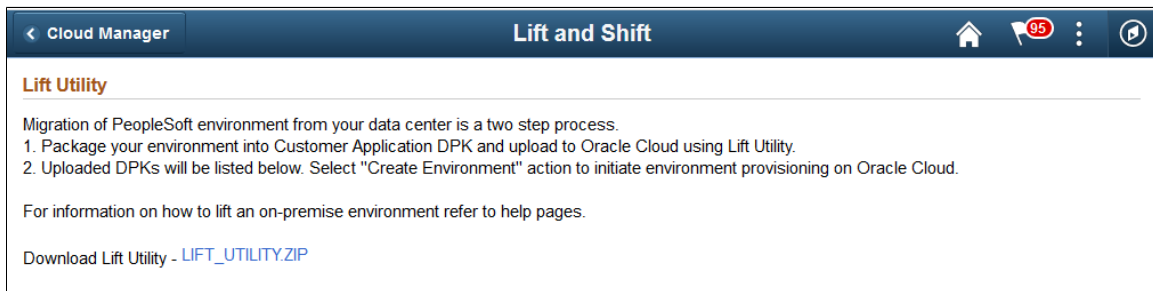 Cloud Manager
Lift and Shift
95
Lift Utility
Migration of PeopleSoft environment from your data center is a two step process.
1. Package your environment into Customer Application DPK and upload to Oracle Cloud using Lift Utility.
2. Uploaded DPKs will be listed below. Select "Create Environment" action to initiate environment provisioning on Oracle Cloud.
For information on how to lift an on-premise environment refer to help pages.
Download Lift Utility - LIFT_UTILITY.ZIP